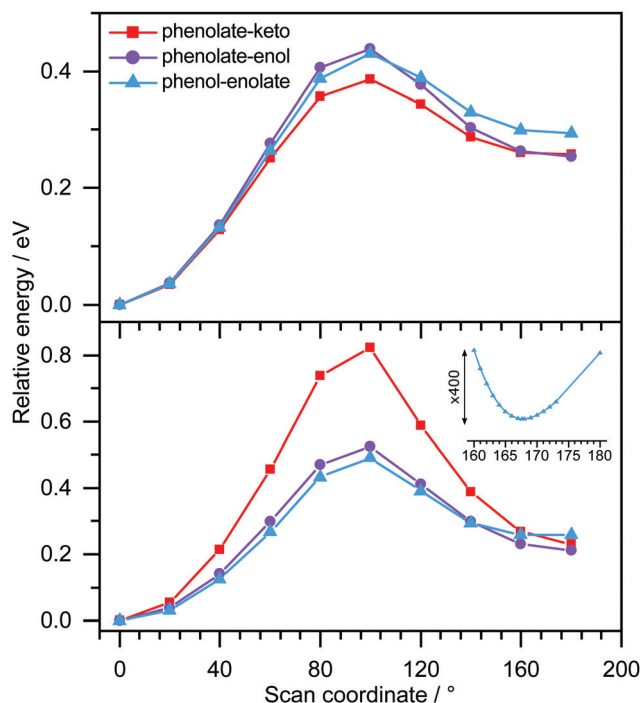 phenolate-keto
phenolate-enol
phenol-enolate
0.4
0.2
0.0
Relative energy / eV
0.8
0.6
0.4
0.2
0.0
x400
160 165 170 175 180
0 40 80 120 160 200
Scan coordinate / °